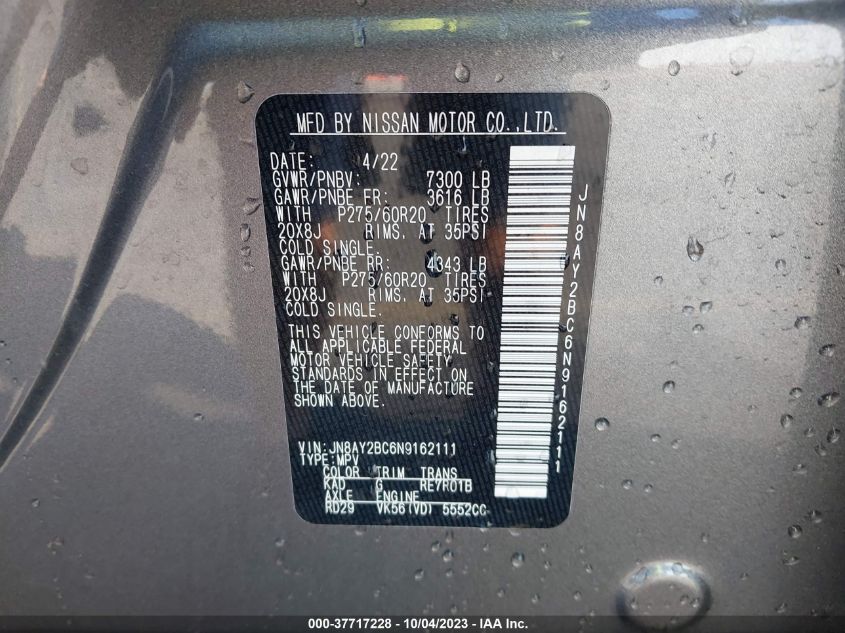 MFD BY NISSAN MOTOR CO.,LTD.
DATE: 4/22
GVWR/PNBV: 7300 LB
GAWR/PNBE FR: 3616 LB
WITH P275/60R20 TIRES
20X8J RIMS. AT 35PSI
COLD SINGLE.
GAWR/PNBE RR: 4343 LB
WITH P275/60R20 TIRES
20X8J RIMS. AT 35PSI
COLD SINGLE.
THIS VEHICLE CONFORMS TO
ALL APPLICABLE FEDERAL
MOTOR VEHICLE SAFETY
STANDARDS IN EFFECT ON
THE DATE OF MANUFACTURE
SHOWN ABOVE.
VIN:JN8AY2BC6N9162111
TYPE:MPV
COLOR TRIM TRANS
KAD G RE7R01B
AXLE ENGINE
RD29 VK56(VD) 5552CC
JN8AY2BC6N9162111
000-37717228 - 10/04/2023 - IAA Inc.